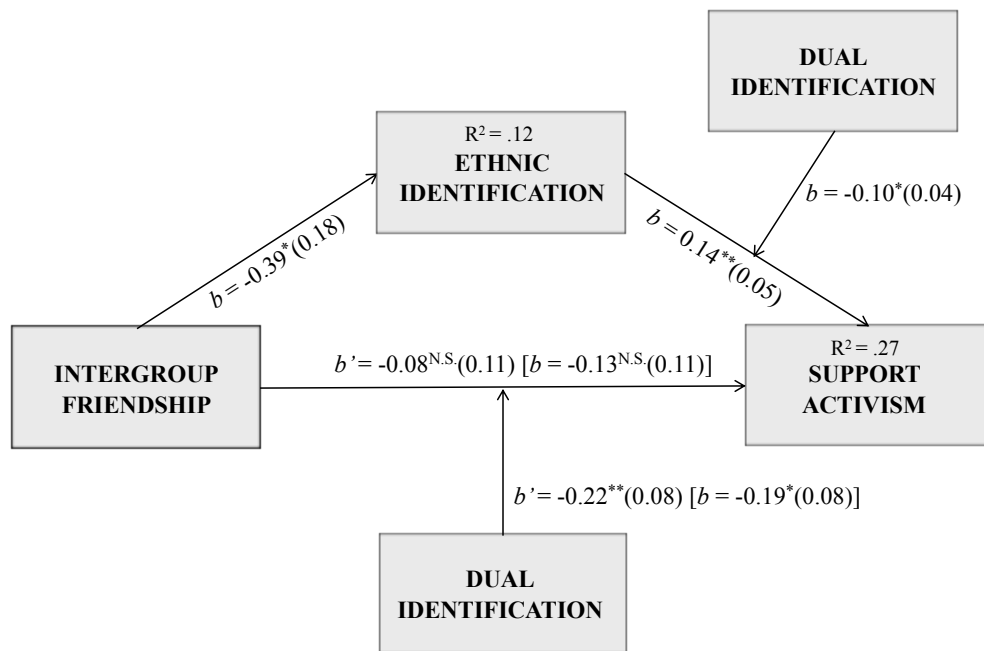 DUAL
IDENTIFICATION
R² = .12
ETHNIC
IDENTIFICATION
b = -0.10*(0.04)
b = -0.39*(0.18)
b = 0.14**(0.05)
INTERGROUP
FRIENDSHIP
b’ = -0.08N.S.(0.11) [b = -0.13N.S.(0.11)]
R² = .27
SUPPORT
ACTIVISM
b’ = -0.22**(0.08) [b = -0.19*(0.08)]
DUAL
IDENTIFICATION